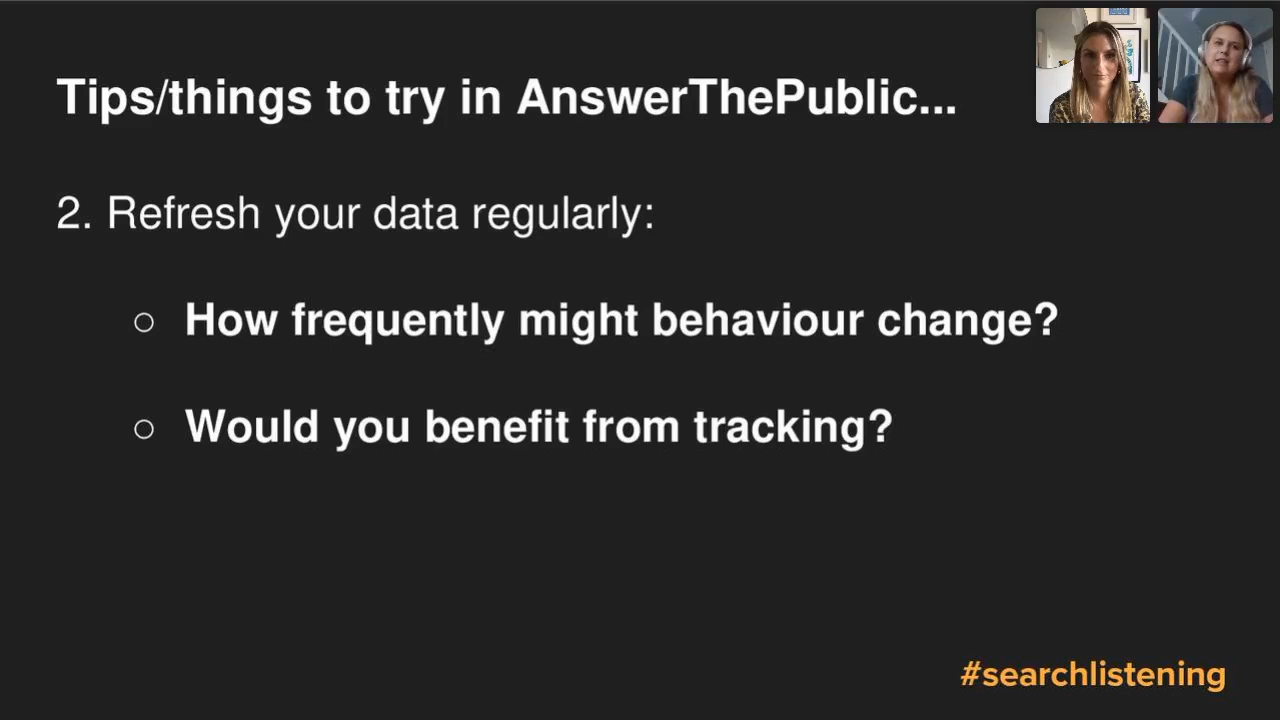 Tips/things to try in AnswerThePublic...
2. Refresh your data regularly:
○ How frequently might behaviour change?
○ Would you benefit from tracking?
#searchlistening